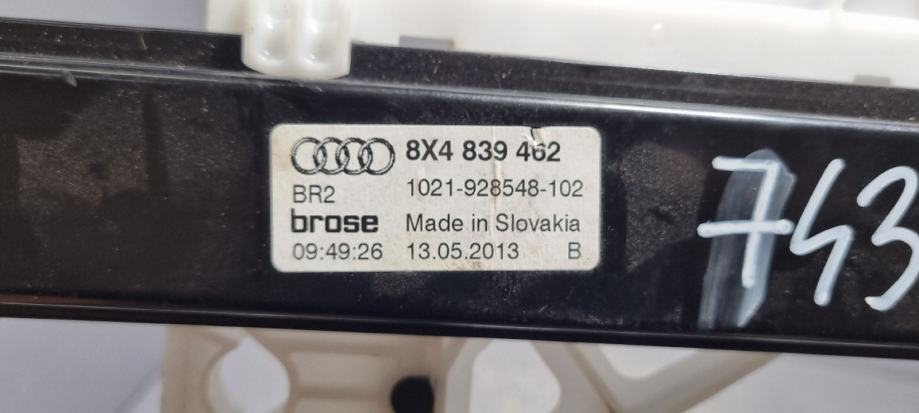 8X4 839 462
BR2 1021-928548-102
brose Made in Slovakia
09:49:26 13.05.2013 B
743